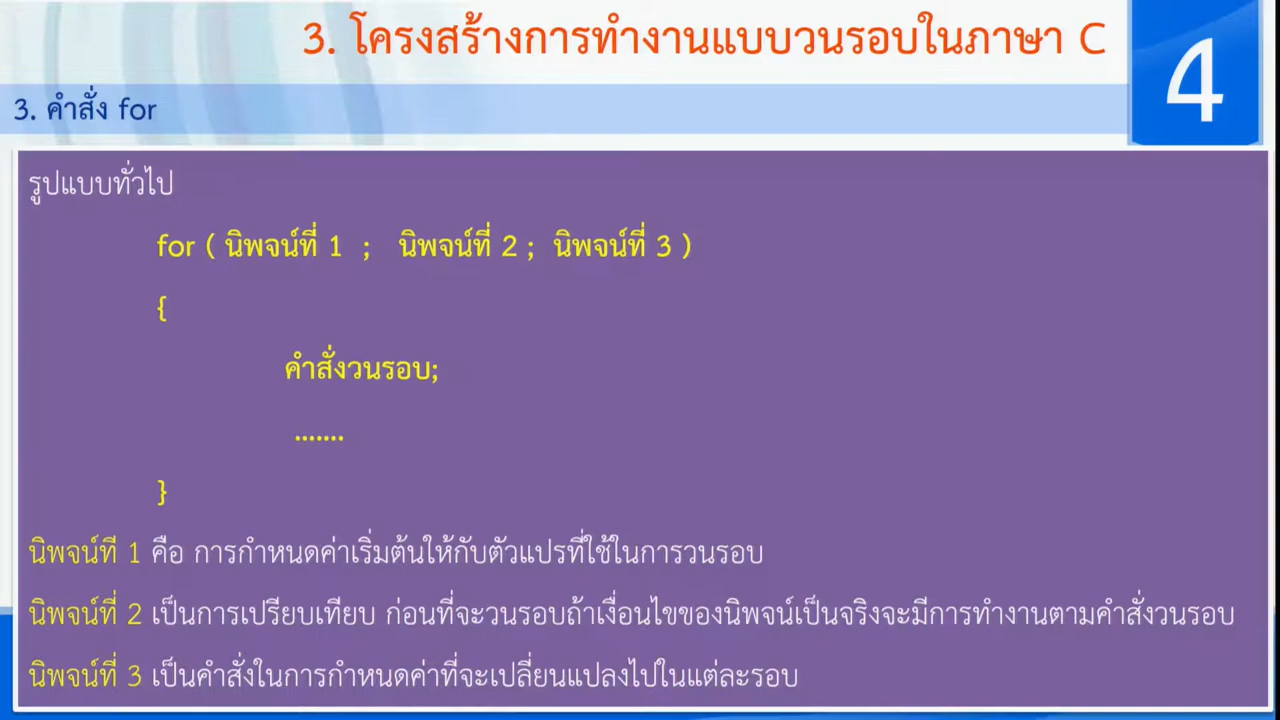 3. โครงสร้างการทำงานแบบวนรอบในภาษา C
4
3. คำสั่ง for
รูปแบบทั่วไป
for ( นิพจน์ที่ 1 ; นิพจน์ที่ 2 ; นิพจน์ที่ 3 )
{
คำสั่งวนรอบ;
.......
}
นิพจน์ที 1 คือ การกำหนดค่าเริ่มต้นให้กับตัวแปรที่ใช้ในการวนรอบ
นิพจน์ที่ 2 เป็นการเปรียบเทียบ ก่อนที่จะวนรอบถ้าเงื่อนไขของนิพจน์เป็นจริงจะมีการทำงานตามคำสั่งวนรอบ
นิพจน์ที่ 3 เป็นคำสั่งในการกำหนดค่าที่จะเปลี่ยนแปลงไปในแต่ละรอบ